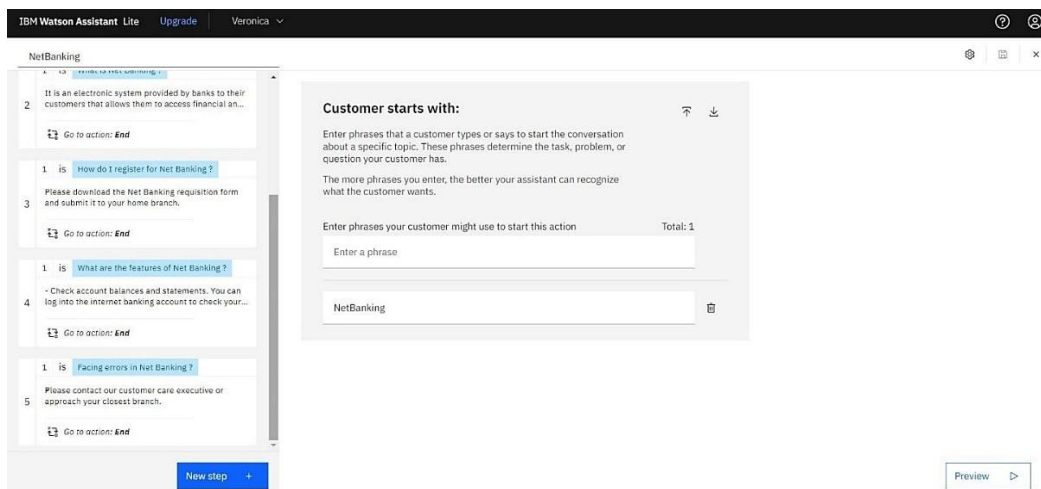 IBM Watson Assistant Lite Upgrade Veronica
NetBanking
1 is What is Net Banking ?
2
It is an electronic system provided by banks to their
customers that allows them to access financial an...
Go to action: End
1 is How do I register for Net Banking ?
3
Please download the Net Banking requisition form
and submit it to your home branch.
Go to action: End
1 is What are the features of Net Banking ?
4
- Check account balances and statements. You can
log into the internet banking account to check your...
Go to action: End
1 is Facing errors in Net Banking ?
5
Please contact our customer care executive or
approach your closest branch.
Go to action: End
New step +
Customer starts with:
Enter phrases that a customer types or says to start the conversation
about a specific topic. These phrases determine the task, problem, or
question your customer has.
The more phrases you enter, the better your assistant can recognize
what the customer wants.
Enter phrases your customer might use to start this action Total: 1
Enter a phrase
NetBanking
Preview